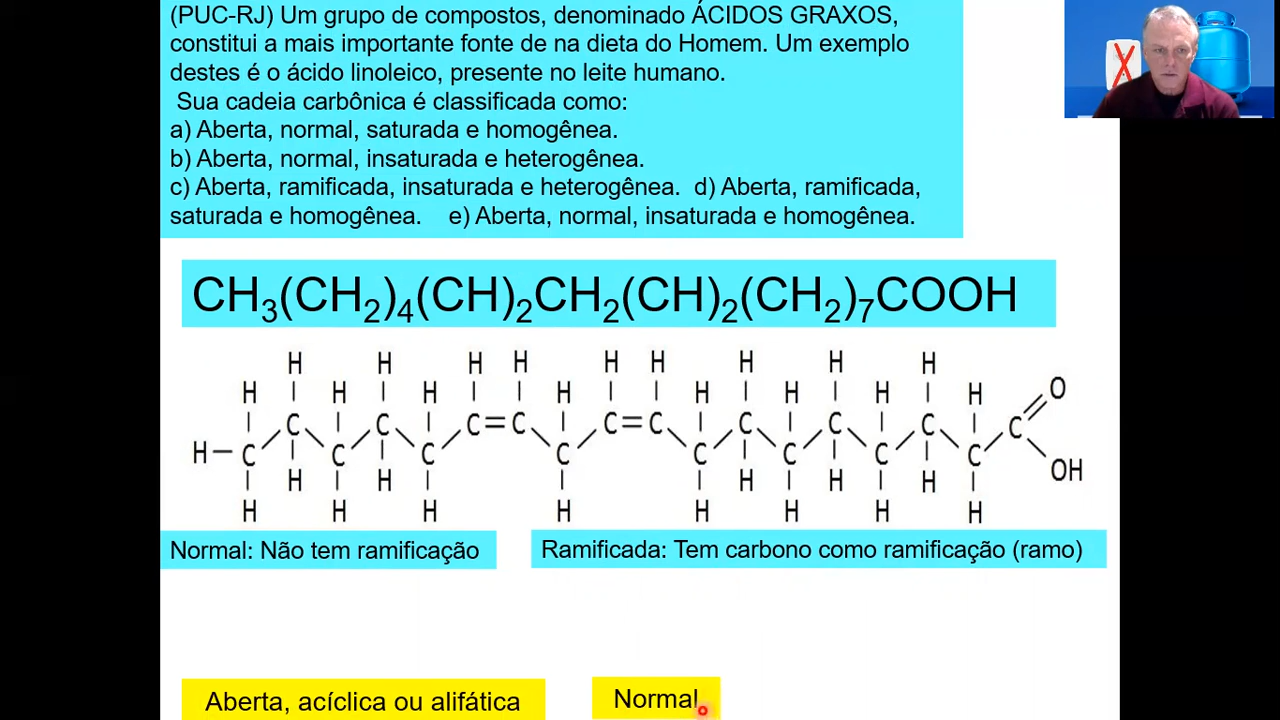 (PUC-RJ) Um grupo de compostos, denominado ÁCIDOS GRAXOS,
constitui a mais importante fonte de na dieta do Homem. Um exemplo
destes é o ácido linoleico, presente no leite humano.
Sua cadeia carbônica é classificada como:
a) Aberta, normal, saturada e homogênea.
b) Aberta, normal, insaturada e heterogênea.
c) Aberta, ramificada, insaturada e heterogênea. d) Aberta, ramificada,
saturada e homogênea. e) Aberta, normal, insaturada e homogênea.
CH₃(CH₂)₄(CH)₂CH₂(CH)₂(CH₂)₇COOH
H H H H H H H H H H
H H H H H H H H O
C C C=C C=C C C C C
H–C C C C C C C C
H H H H H OH
H H H H H H H H
Normal: Não tem ramificação
Ramificada: Tem carbono como ramificação (ramo)
Aberta, acíclica ou alifática
Normal